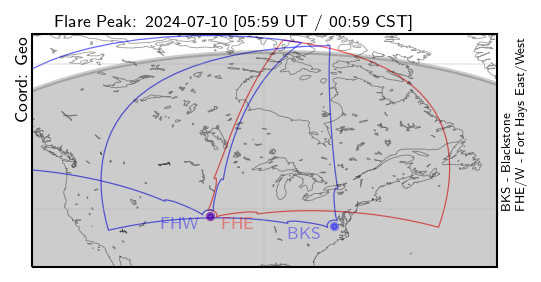 Flare Peak: 2024-07-10 [05:59 UT / 00:59 CST]
Coord: Geo
FHW
FHE
BKS
BKS - Blackstone
FHE/W - Fort Hays East/West